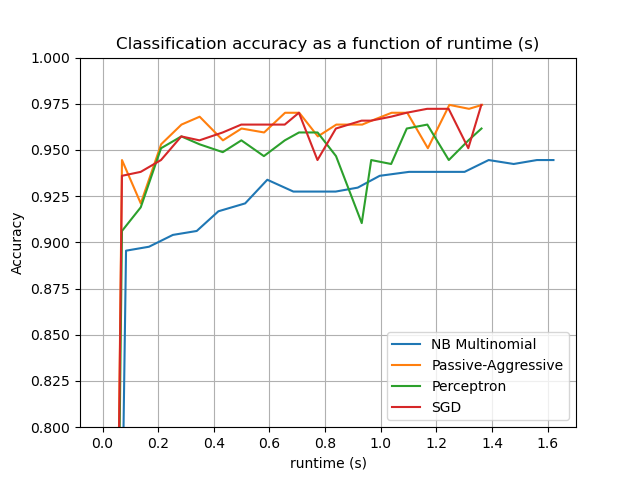 Classification accuracy as a function of runtime (s)
1.000
0.975
0.950
0.925
0.900
0.875
0.850
0.825
0.800
Accuracy
NB Multinomial
Passive-Aggressive
Perceptron
SGD
0.0 0.2 0.4 0.6 0.8 1.0 1.2 1.4 1.6
runtime (s)